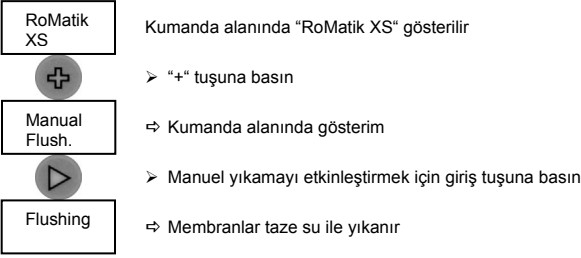 RoMatik
XS
Kumanda alanında “RoMatik XS“ gösterilir
➢ “+“ tuşuna basın
Manual
Flush.
⇨ Kumanda alanında gösterim
➢ Manuel yıkamayı etkinleştirmek için giriş tuşuna basın
Flushing
⇨ Membranlar taze su ile yıkanır